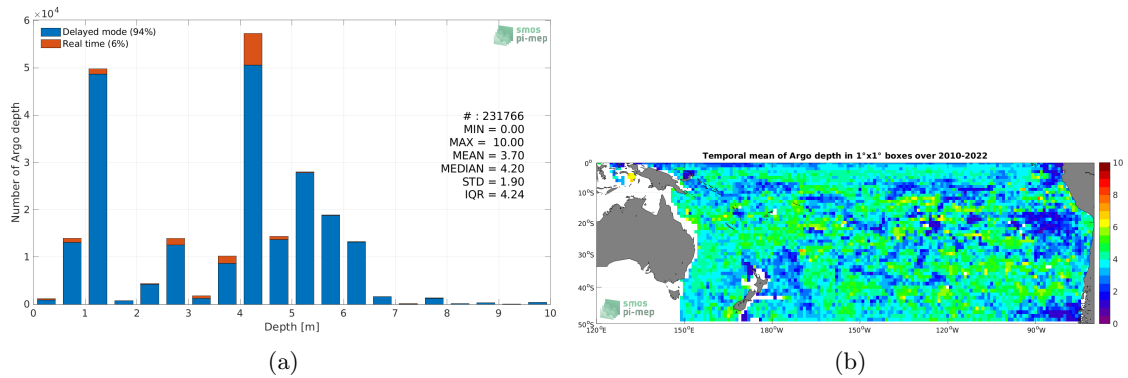 6 ×10⁴
Delayed mode (94%)
Real time (6%)
smos
pi-mep
5
4
3
2
1
0
Number of Argo depth
# : 231766
MIN = 0.00
MAX = 10.00
MEAN = 3.70
MEDIAN = 4.20
STD = 1.90
IQR = 4.24
0 1 2 3 4 5 6 7 8 9 10
Depth [m]
(a)
Temporal mean of Argo depth in 1°x1° boxes over 2010-2022
0°
10°S
20°S
30°S
40°S
50°S
smos
pi-mep
120°E 150°E 180°W 150°W 120°W 90°W
10
8
6
4
2
0
(b)